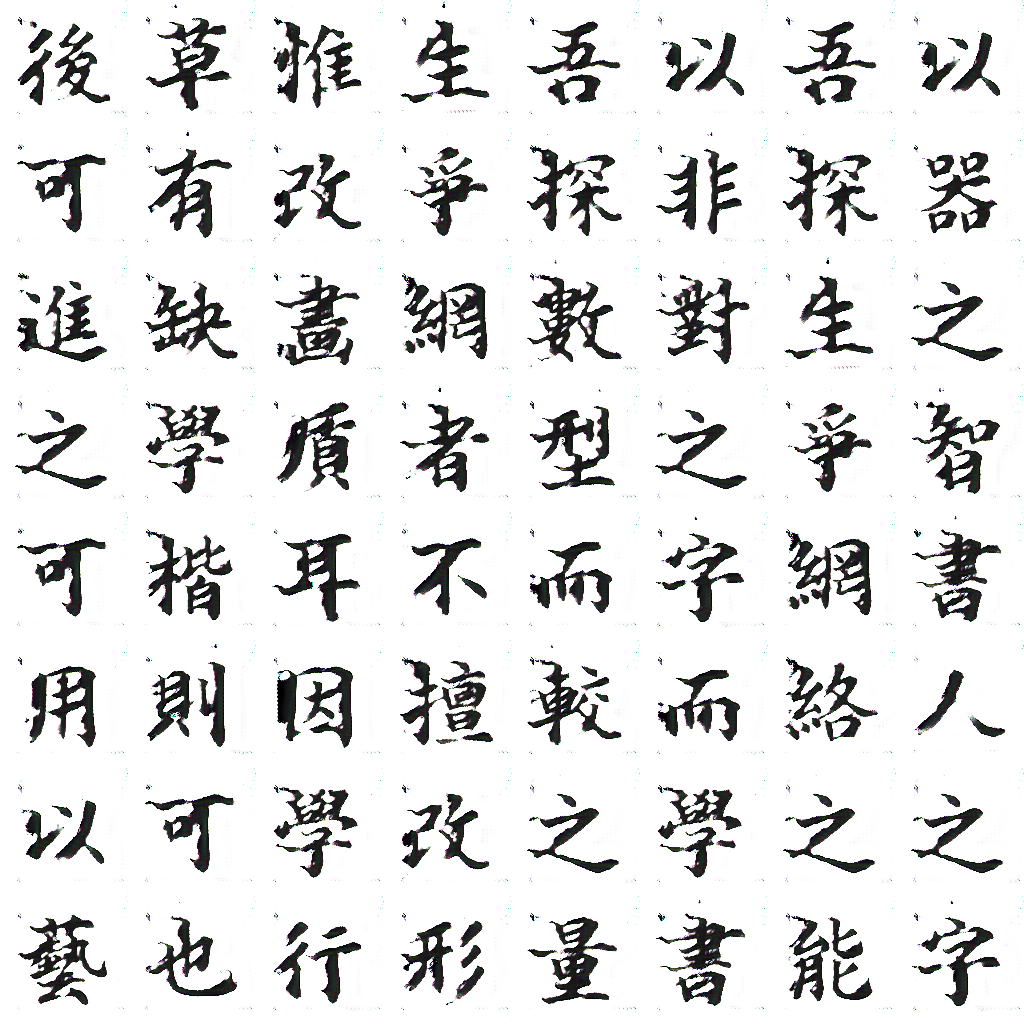 以器之智書人之字
吾探生爭網絡之能
以非對之字而學書
吾探數型而較之量
生爭網者不擅改形
惟改畫質耳因學行
草有缺學楷則可也
後可進之可用以藝